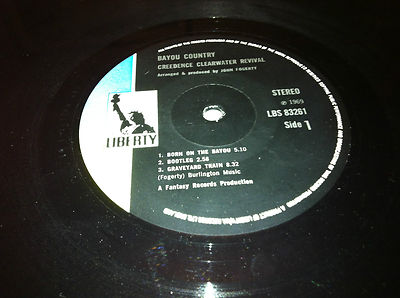 BAYOU COUNTRY
CREEDENCE CLEARWATER REVIVAL
Arranged & produced by JOHN FOGERTY
STEREO
℗ 1969
LBS 83261
Side 1
LIBERTY
1. BORN ON THE BAYOU 5.10
2. BOOTLEG 2.58
3. GRAVEYARD TRAIN 8.32
(Fogerty) Burlington Music
A Fantasy Records Production